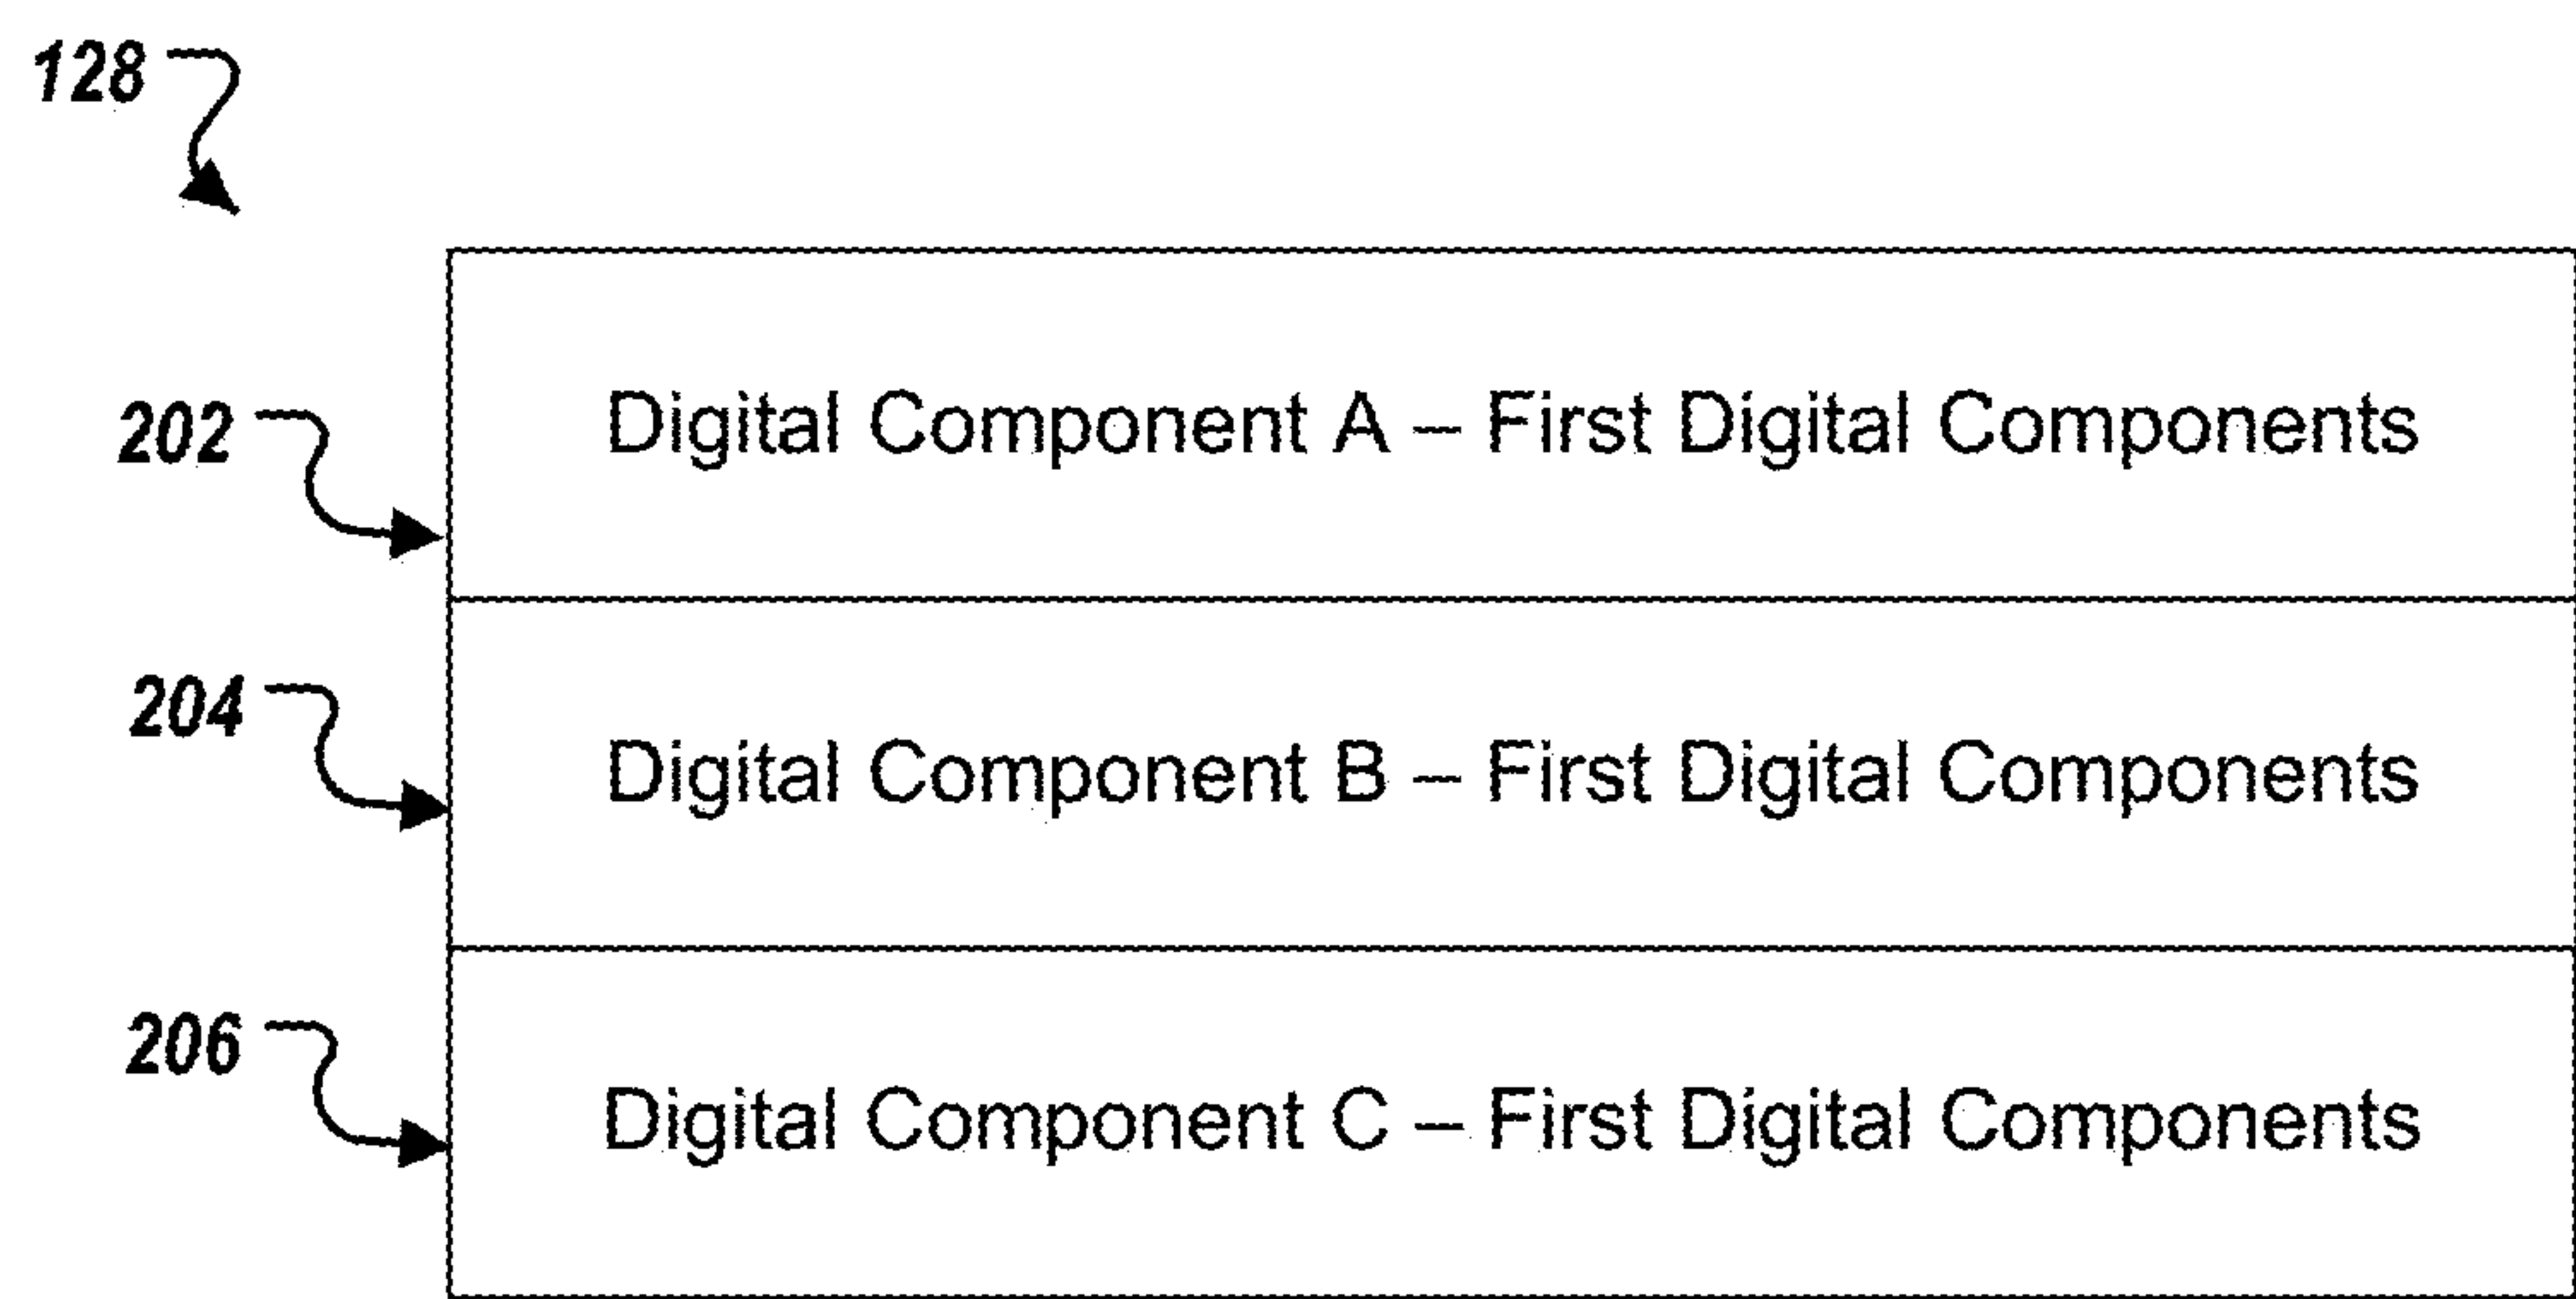 128
202
Digital Component A – First Digital Components
204
Digital Component B – First Digital Components
206
Digital Component C – First Digital Components